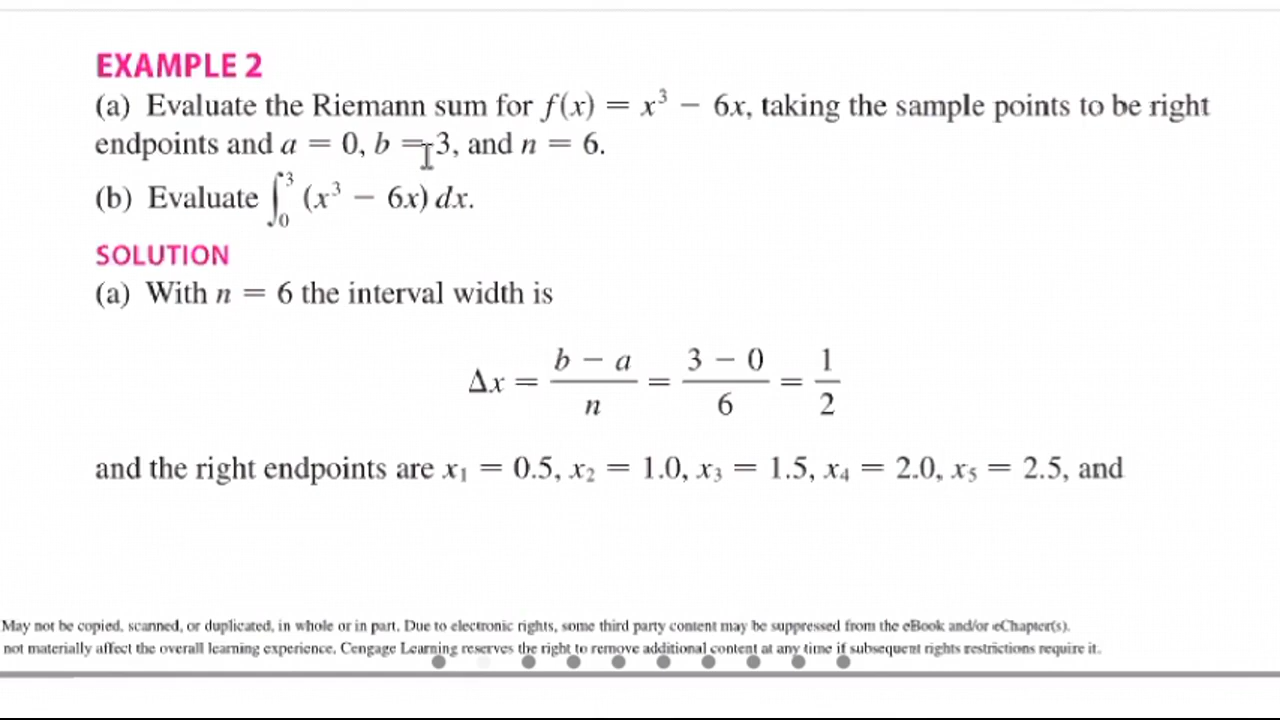 EXAMPLE 2
(a) Evaluate the Riemann sum for f(x) = x³ − 6x, taking the sample points to be right
endpoints and a = 0, b = 3, and n = 6.
(b) Evaluate ∫₀³ (x³ − 6x) dx.
SOLUTION
(a) With n = 6 the interval width is
Δx = (b − a)/n = (3 − 0)/6 = 1/2
and the right endpoints are x₁ = 0.5, x₂ = 1.0, x₃ = 1.5, x₄ = 2.0, x₅ = 2.5, and
May not be copied, scanned, or duplicated, in whole or in part. Due to electronic rights, some third party content may be suppressed from the eBook and/or eChapter(s).
not materially affect the overall learning experience. Cengage Learning reserves the right to remove additional content at any time if subsequent rights restrictions require it.